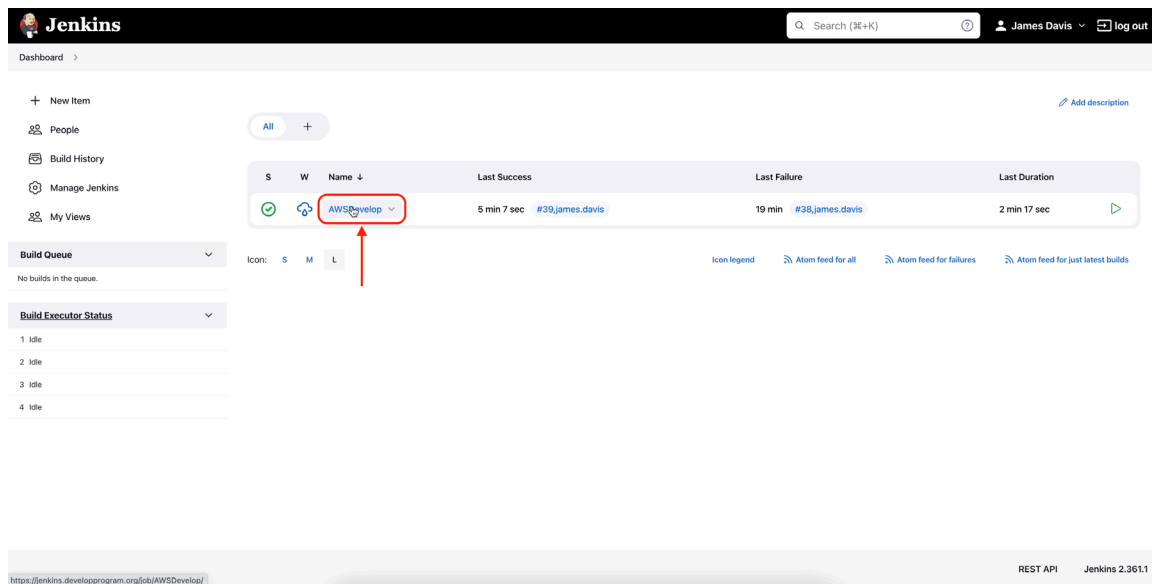 Jenkins
Search (⌘+K)
James Davis
log out
Dashboard
New Item
People
Build History
Manage Jenkins
My Views
Build Queue
No builds in the queue.
Build Executor Status
1 Idle
2 Idle
3 Idle
4 Idle
Add description
All +
S W Name ↓ Last Success Last Failure Last Duration
AWSDevelop 5 min 7 sec #39,james.davis 19 min #38,james.davis 2 min 17 sec
Icon: S M L Icon legend Atom feed for all Atom feed for failures Atom feed for just latest builds
REST API Jenkins 2.361.1
https://jenkins.developprogram.org/job/AWSDevelop/